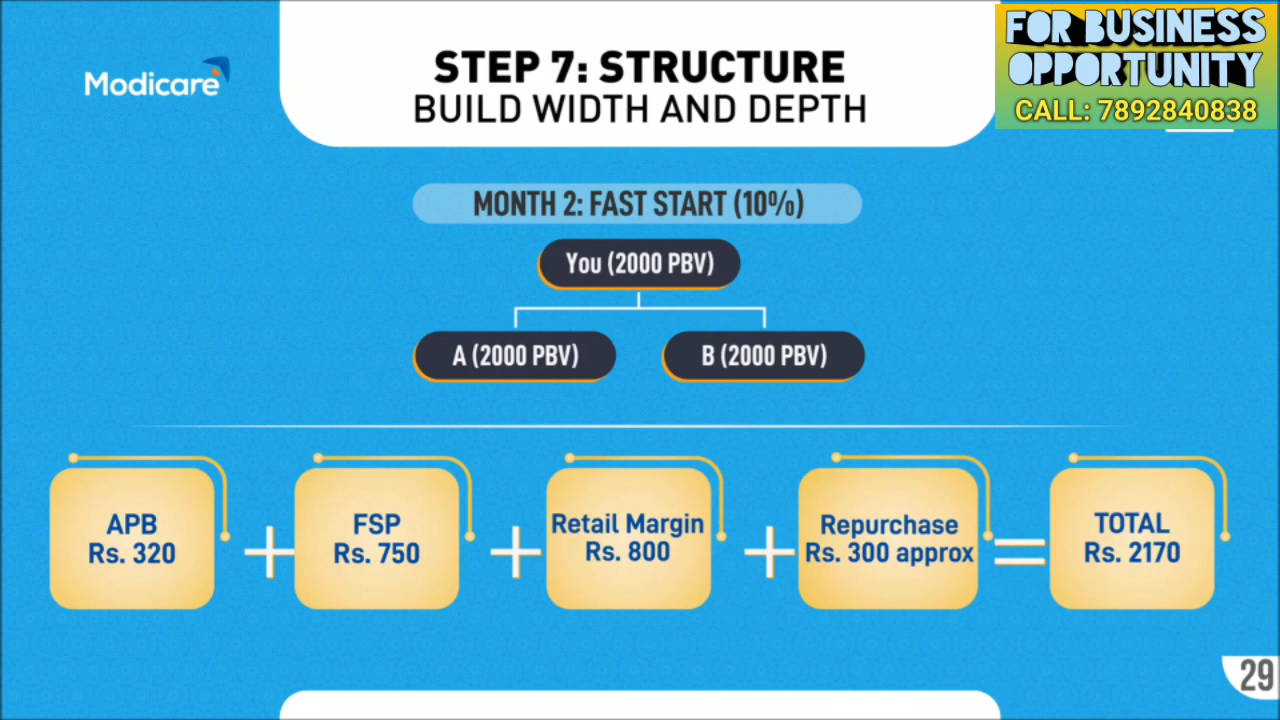 Modicare
STEP 7: STRUCTURE
BUILD WIDTH AND DEPTH
FOR BUSINESS
OPPORTUNITY
CALL: 7892840838
MONTH 2: FAST START (10%)
You (2000 PBV)
A (2000 PBV)
B (2000 PBV)
APB
Rs. 320
+
FSP
Rs. 750
+
Retail Margin
Rs. 800
+
Repurchase
Rs. 300 approx
=
TOTAL
Rs. 2170
29